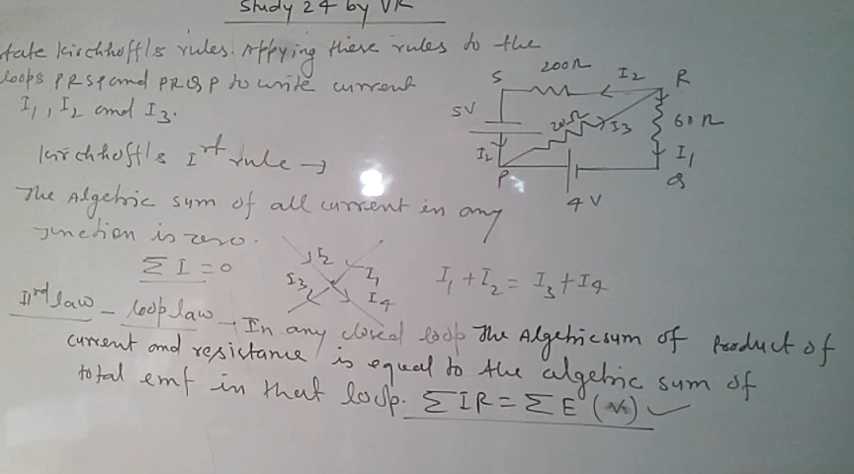 Study 24 by VK
state Kirchhoff's rules. Appying these rules to the
loops PRSP and PRQP to write current
I1, I2 and I3.
S 200Ω I2 R
5V 20Ω I3 60Ω
I2 I1
P 4V Q
Kirchhoff's Ist rule →
The Algebric sum of all current in any
junction is zero.
ΣI = 0
I2 I1
I3 I4
I1 + I2 = I3 + I4
IInd law - loop law → In any closed loop The Algebric sum of Product of
current and resistance is equal to the algebric sum of
total emf in that loop. ΣIR = ΣE (V)